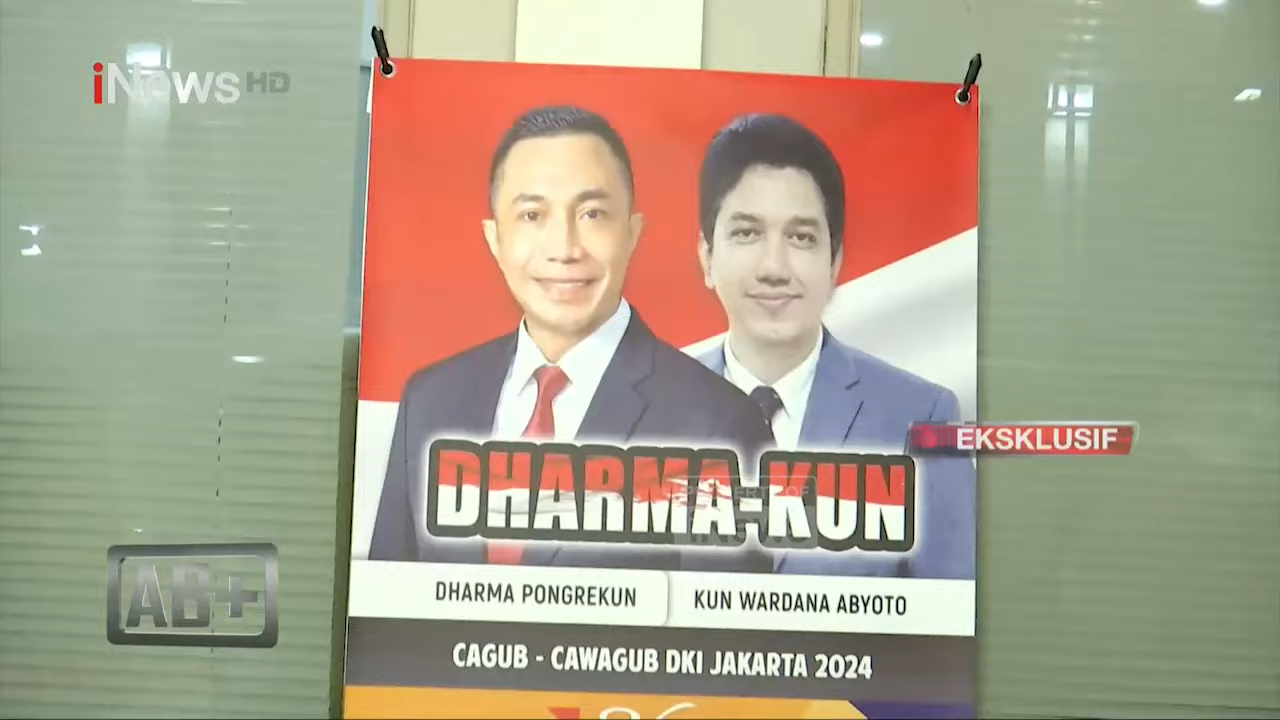 iNews HD
EKSKLUSIF
DHARMA-KUN
AB+
DHARMA PONGREKUN
KUN WARDANA ABYOTO
CAGUB - CAWAGUB DKI JAKARTA 2024